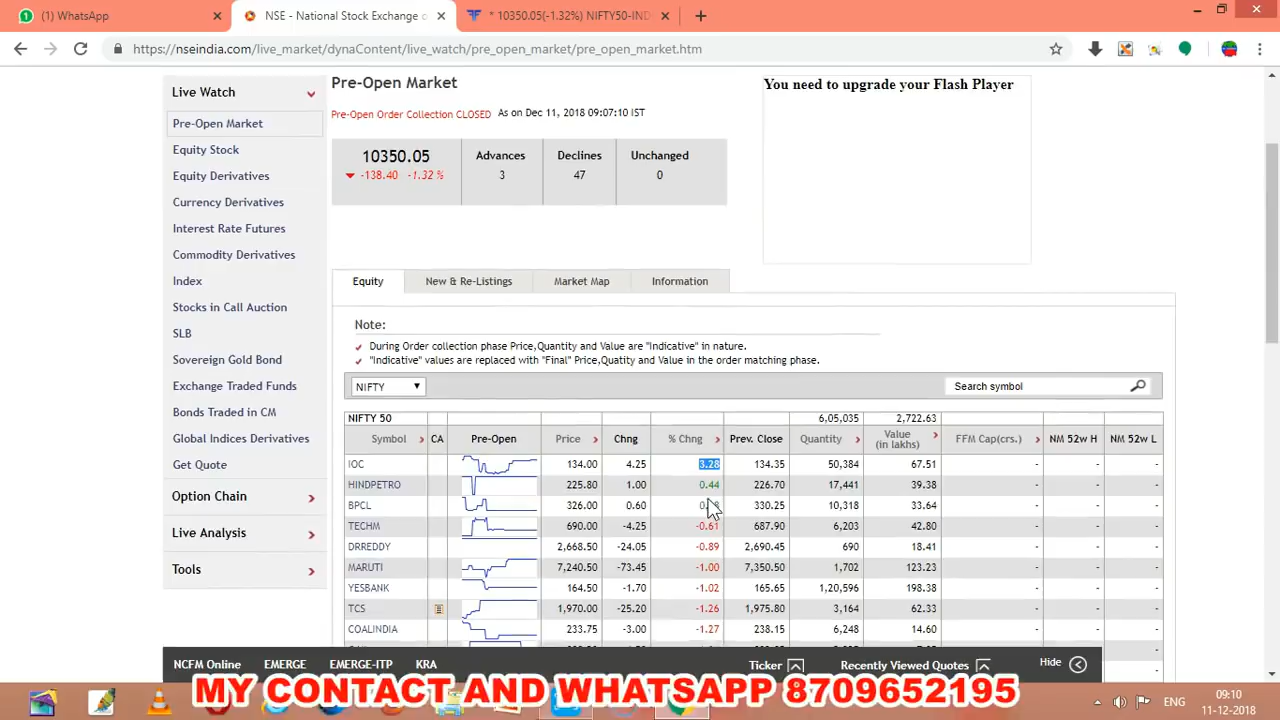 WhatsApp
NSE - National Stock Exchange o
* 10350.05(-1.32%) NIFTY50-IND
https://nseindia.com/live_market/dynaContent/live_watch/pre_open_market/pre_open_market.htm
Live Watch
Pre-Open Market
Equity Stock
Equity Derivatives
Currency Derivatives
Interest Rate Futures
Commodity Derivatives
Index
Stocks in Call Auction
SLB
Sovereign Gold Bond
Exchange Traded Funds
Bonds Traded in CM
Global Indices Derivatives
Get Quote
Option Chain
Live Analysis
Tools
Pre-Open Market
Pre-Open Order Collection CLOSED As on Dec 11, 2018 09:07:10 IST
10350.05 Advances Declines Unchanged
-138.40 -1.32 % 3 47 0
You need to upgrade your Flash Player
Equity New & Re-Listings Market Map Information
Note:
During Order collection phase Price,Quantity and Value are "Indicative" in nature.
"Indicative" values are replaced with "Final" Price,Qutity and Value in the order matching phase.
NIFTY Search symbol
NIFTY 50 6,05,035 2,722.63
Symbol CA Pre-Open Price Chng % Chng Prev. Close Quantity Value (in lakhs) FFM Cap(crs.) NM 52w H NM 52w L
IOC 134.00 4.25 3.28 134.35 50,384 67.51 - - -
HINDPETRO 225.80 1.00 0.44 226.70 17,441 39.38 - - -
BPCL 326.00 0.60 330.25 10,318 33.64 - - -
TECHM 690.00 -4.25 -0.61 687.90 6,203 42.80 - - -
DRREDDY 2,668.50 -24.05 -0.89 2,690.45 690 18.41 - - -
MARUTI 7,240.50 -73.45 -1.00 7,350.50 1,702 123.23 - - -
YESBANK 164.50 -1.70 -1.02 165.65 1,20,596 198.38 - - -
TCS 1,970.00 -25.20 -1.26 1,975.80 3,164 62.33 - - -
COALINDIA 233.75 -3.00 -1.27 238.15 6,248 14.60 - - -
NCFM Online EMERGE EMERGE-ITP KRA Ticker Recently Viewed Quotes Hide
MY CONTACT AND WHATSAPP 8709652195
ENG
09:10
11-12-2018